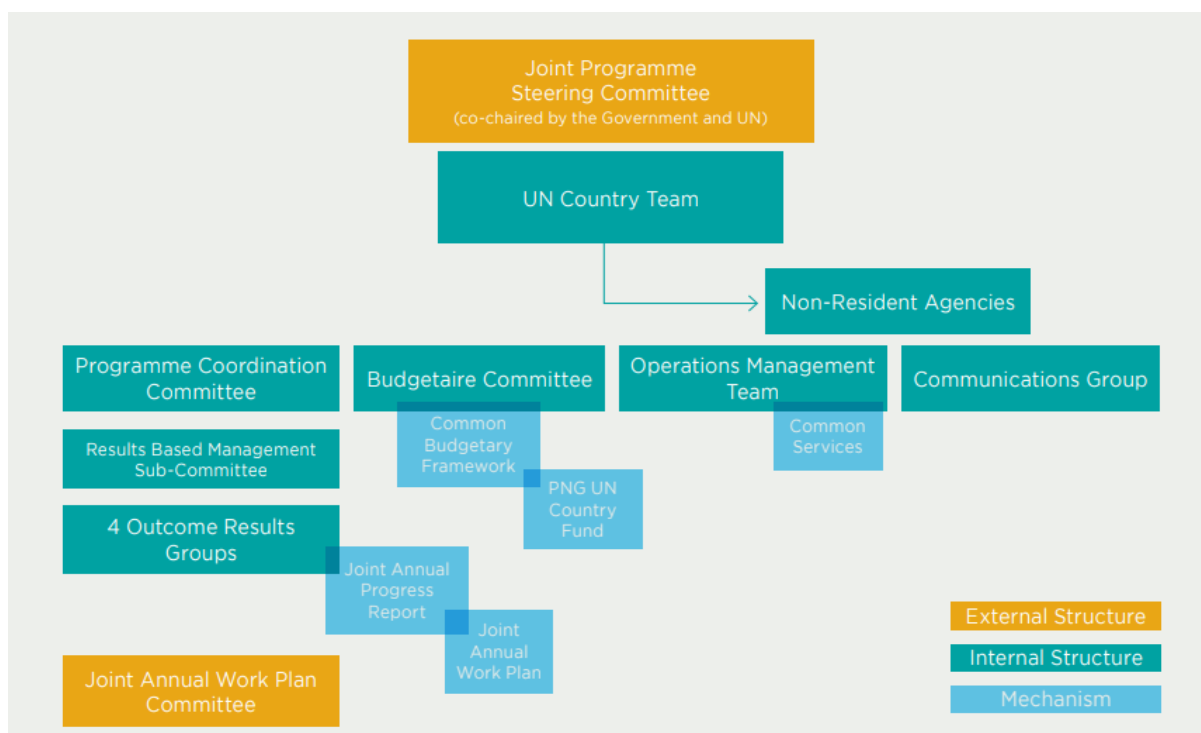 Joint Programme
Steering Committee
(co-chaired by the Government and UN)
UN Country Team
Non-Resident Agencies
Programme Coordination
Committee
Budgetaire Committee
Operations Management
Team
Communications Group
Common
Budgetary
Framework
Common
Services
Results Based Management
Sub-Committee
PNG UN
Country
Fund
4 Outcome Results
Groups
Joint Annual
Progress
Report
Joint
Annual
Work Plan
Joint Annual Work Plan
Committee
External Structure
Internal Structure
Mechanism